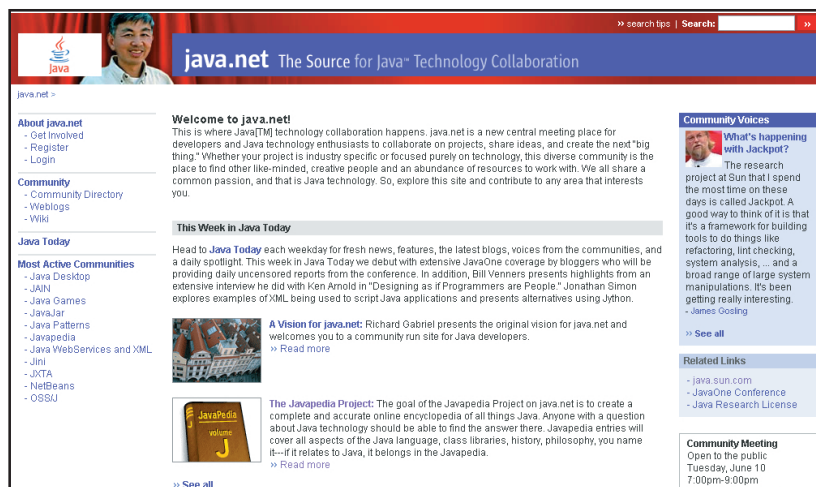 ›› search tips | Search: ››
Java
java.net The Source for Java™ Technology Collaboration
java.net >
About java.net
- Get Involved
- Register
- Login
Community
- Community Directory
- Weblogs
- Wiki
Java Today
Most Active Communities
- Java Desktop
- JAIN
- Java Games
- JavaJar
- Java Patterns
- Javapedia
- Java WebServices and XML
- Jini
- JXTA
- NetBeans
- OSS/J
Welcome to java.net!
This is where Java[TM] technology collaboration happens. java.net is a new central meeting place for
developers and Java technology enthusiasts to collaborate on projects, share ideas, and create the next "big
thing." Whether your project is industry specific or focused purely on technology, this diverse community is the
place to find other like-minded, creative people and an abundance of resources to work with. We all share a
common passion, and that is Java technology. So, explore this site and contribute to any area that interests
you.
This Week in Java Today
Head to Java Today each weekday for fresh news, features, the latest blogs, voices from the communities, and
a daily spotlight. This week in Java Today we debut with extensive JavaOne coverage by bloggers who will be
providing daily uncensored reports from the conference. In addition, Bill Venners presents highlights from an
extensive interview he did with Ken Arnold in "Designing as if Programmers are People." Jonathan Simon
explores examples of XML being used to script Java applications and presents alternatives using Jython.
A Vision for java.net: Richard Gabriel presents the original vision for java.net and
welcomes you to a community run site for Java developers.
›› Read more
JavaPedia
volume
J
The Javapedia Project: The goal of the Javapedia Project on java.net is to create a
complete and accurate online encyclopedia of all things Java. Anyone with a question
about Java technology should be able to find the answer there. Javapedia entries will
cover all aspects of the Java language, class libraries, history, philosophy, you name
it---if it relates to Java, it belongs in the Javapedia.
›› Read more
›› See all
Community Voices
What's happening
with Jackpot?
The research
project at Sun that I spend
the most time on these
days is called Jackpot. A
good way to think of it is that
it's a framework for building
tools to do things like
refactoring, lint checking,
system analysis, ... and a
broad range of large system
manipulations. It's been
getting really interesting.
- James Gosling
›› See all
Related Links
- java.sun.com
- JavaOne Conference
- Java Research License
Community Meeting
Open to the public
Tuesday, June 10
7:00pm-9:00pm